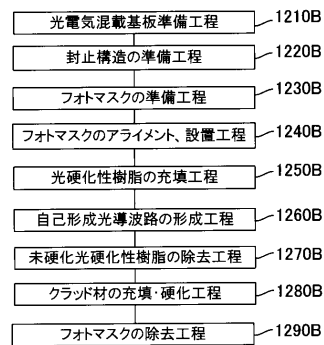 光電気混載基板準備工程 1210B
封止構造の準備工程 1220B
フォトマスクの準備工程 1230B
フォトマスクのアライメント、設置工程 1240B
光硬化性樹脂の充填工程 1250B
自己形成光導波路の形成工程 1260B
未硬化光硬化性樹脂の除去工程 1270B
クラッド材の充填・硬化工程 1280B
フォトマスクの除去工程 1290B